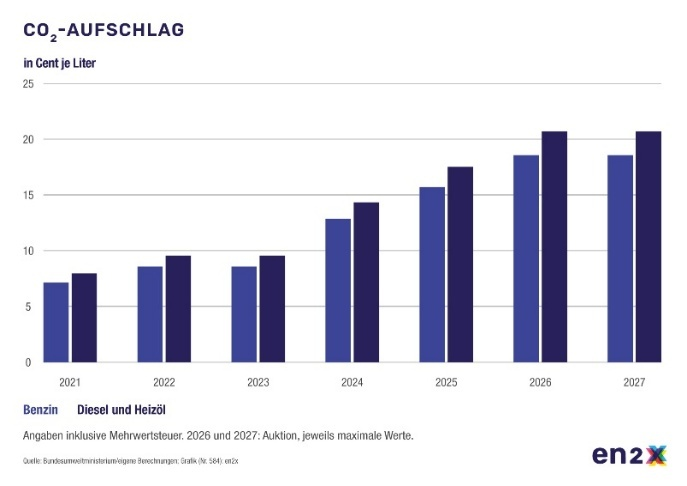 CO₂-AUFSCHLAG
in Cent je Liter
25
20
15
10
5
0
2021 2022 2023 2024 2025 2026 2027
Benzin Diesel und Heizöl
Angaben inklusive Mehrwertsteuer. 2026 und 2027: Auktion, jeweils maximale Werte.
Quelle: Bundesumweltministerium/eigene Berechnungen; Grafik (Nr. 584): en2x
en2x